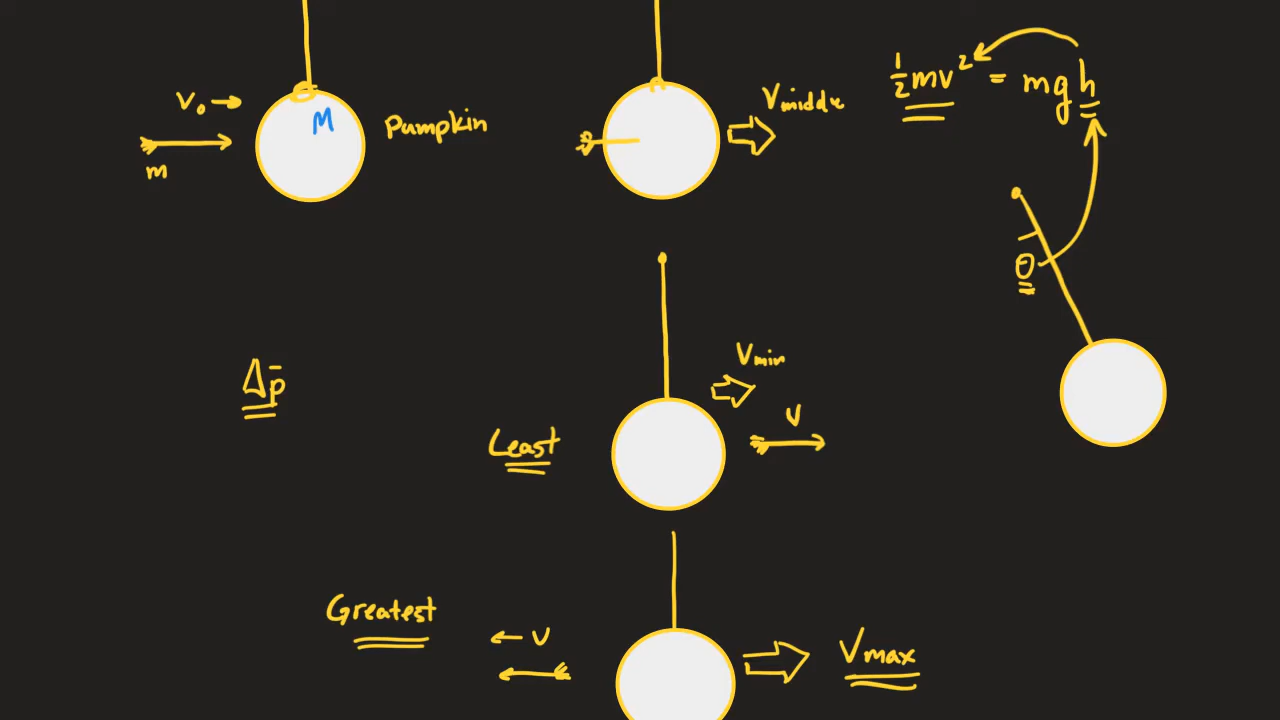 V₀→
m
M
Pumpkin
Vmiddle
½mv² = mgh
θ
Δp̄
Least
Vmin
V
Greatest
← V
Vmax